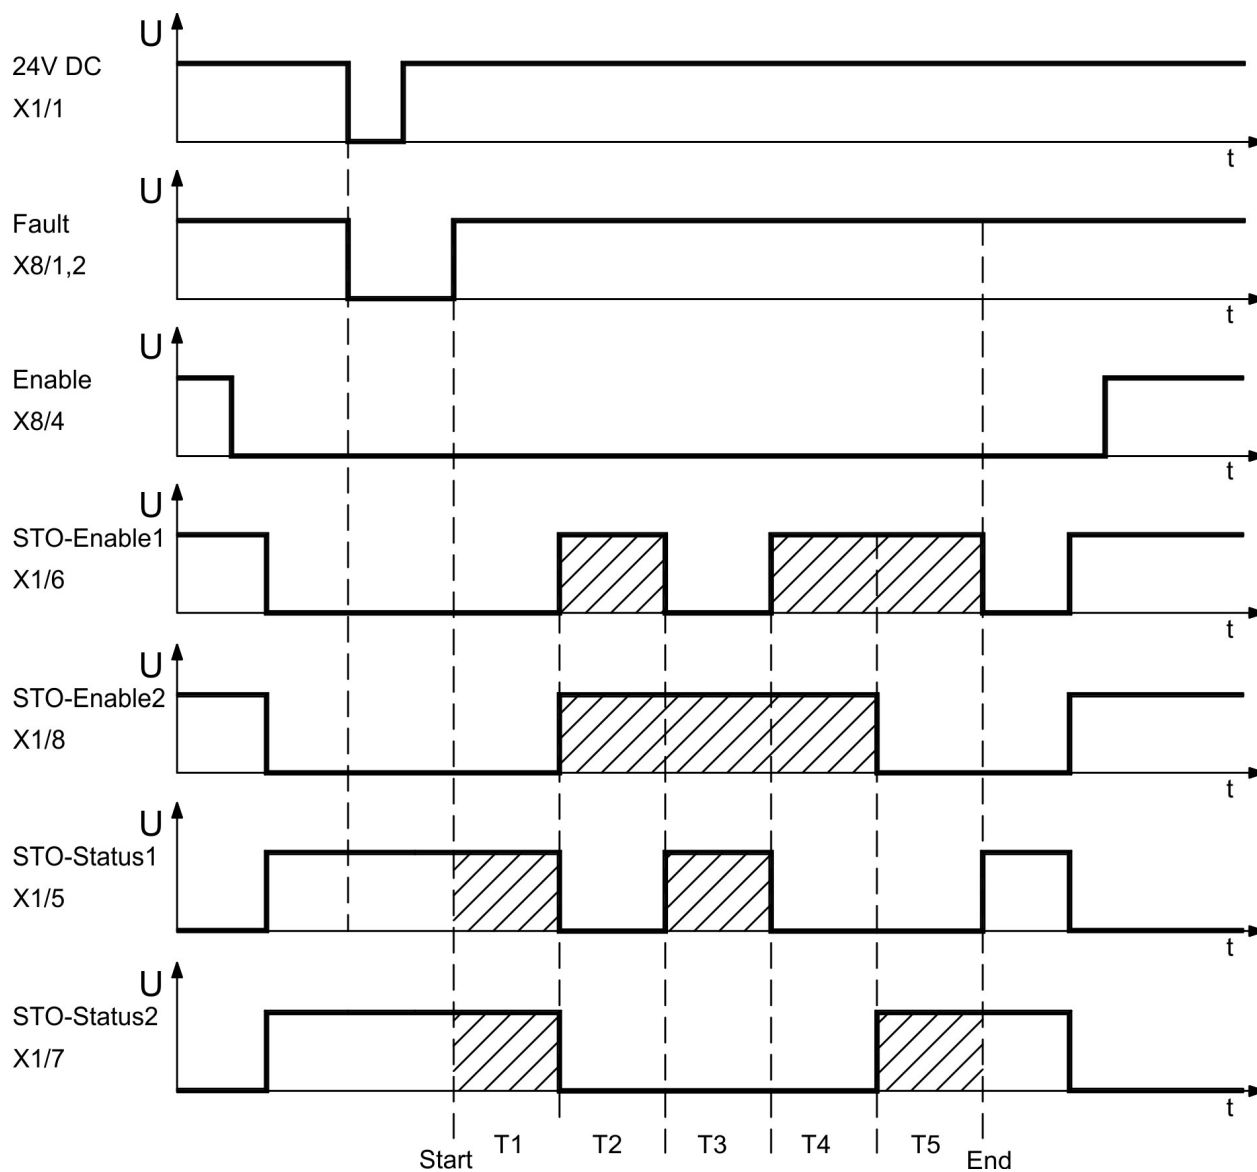 U
24V DC
X1/1
t
U
Fault
X8/1,2
t
U
Enable
X8/4
t
U
STO-Enable1
X1/6
t
U
STO-Enable2
X1/8
t
U
STO-Status1
X1/5
t
U
STO-Status2
X1/7
t
T1 T2 T3 T4 T5
Start End